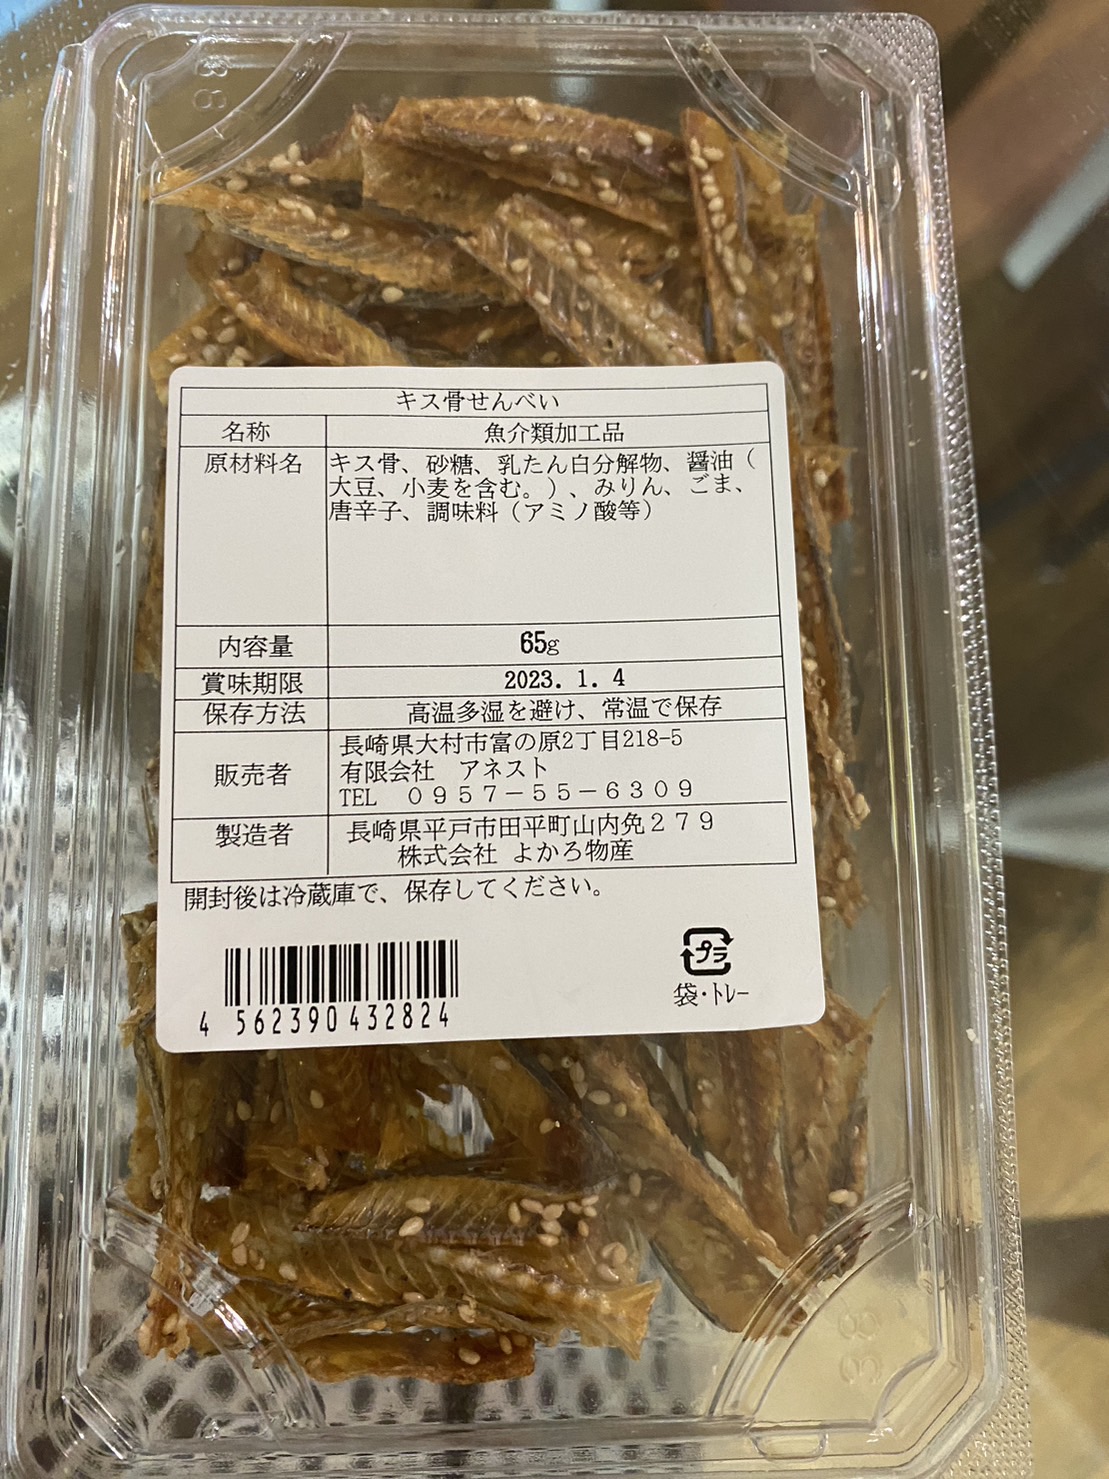 キス骨せんべい
名称 魚介類加工品
原材料名 キス骨、砂糖、乳たん白分解物、醤油（
大豆、小麦を含む。）、みりん、ごま、
唐辛子、調味料（アミノ酸等）
内容量 65g
賞味期限 2023. 1. 4
保存方法 高温多湿を避け、常温で保存
販売者 長崎県大村市富の原2丁目218-5
有限会社 アネスト
TEL ０９５７－５５－６３０９
製造者 長崎県平戸市田平町山内免２７９
株式会社 よかろ物産
開封後は冷蔵庫で、保存してください。
4 562390 432824
プラ
袋・トレー
38
38